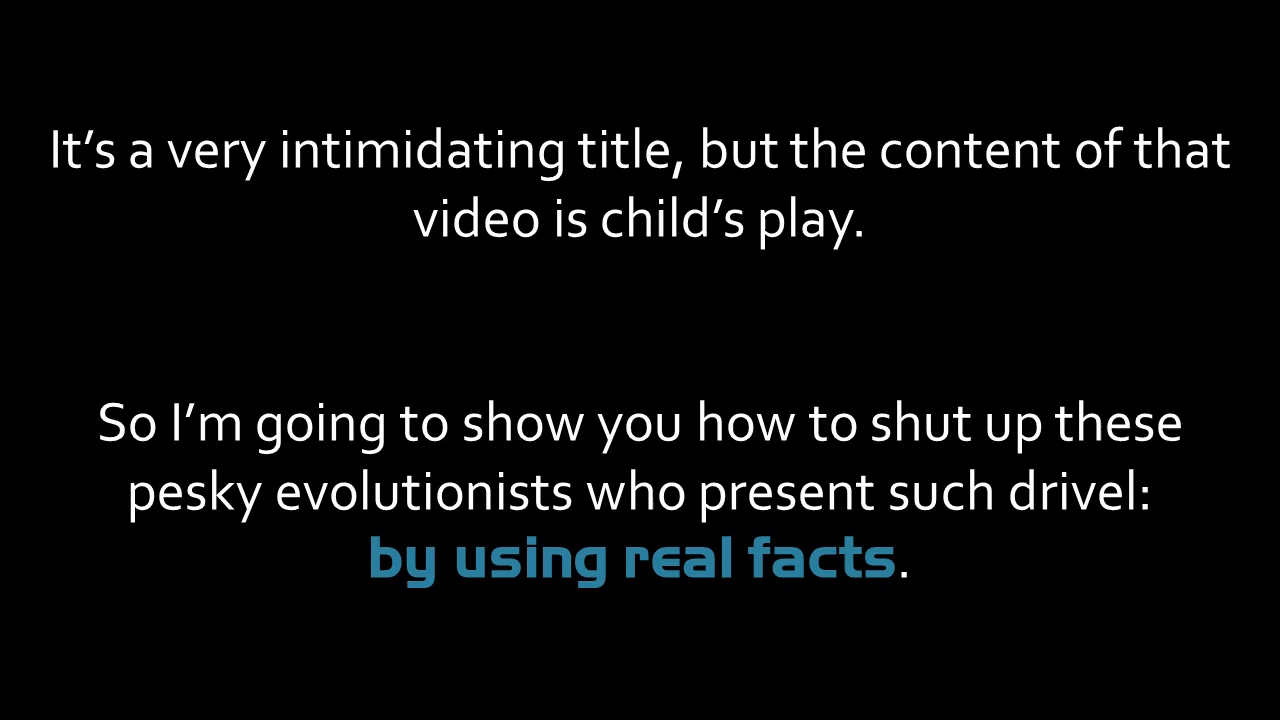 It’s a very intimidating title, but the content of that
video is child’s play.
So I’m going to show you how to shut up these
pesky evolutionists who present such drivel:
by using real facts.